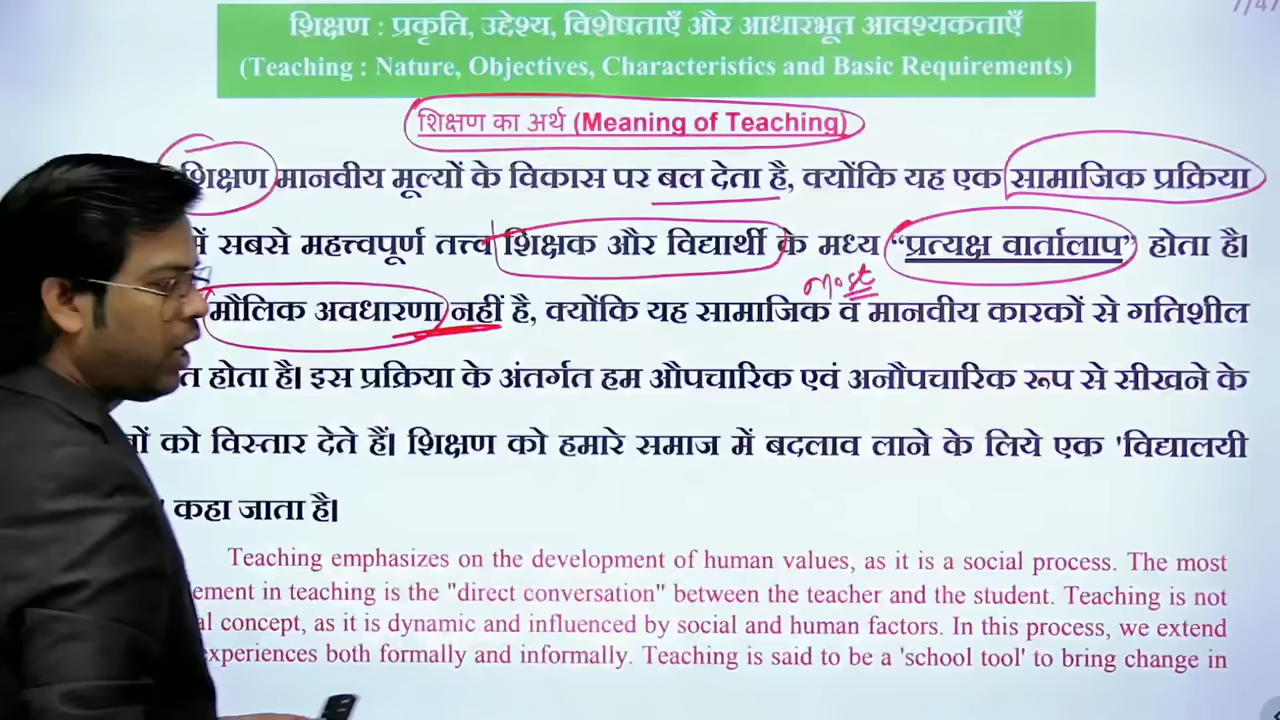 7/47
शिक्षण : प्रकृति, उद्देश्य, विशेषताएँ और आधारभूत आवश्यकताएँ
(Teaching : Nature, Objectives, Characteristics and Basic Requirements)
शिक्षण का अर्थ (Meaning of Teaching)
शिक्षण मानवीय मूल्यों के विकास पर बल देता है, क्योंकि यह एक सामाजिक प्रक्रिया
में सबसे महत्त्वपूर्ण तत्त्व शिक्षक और विद्यार्थी के मध्य “प्रत्यक्ष वार्तालाप” होता है।
most
मौलिक अवधारणा नहीं है, क्योंकि यह सामाजिक व मानवीय कारकों से गतिशील
होता है। इस प्रक्रिया के अंतर्गत हम औपचारिक एवं अनौपचारिक रूप से सीखने के
को विस्तार देते हैं। शिक्षण को हमारे समाज में बदलाव लाने के लिये एक 'विद्यालयी
कहा जाता है।
Teaching emphasizes on the development of human values, as it is a social process. The most
in teaching is the "direct conversation" between the teacher and the student. Teaching is not
concept, as it is dynamic and influenced by social and human factors. In this process, we extend
experiences both formally and informally. Teaching is said to be a 'school tool' to bring change in